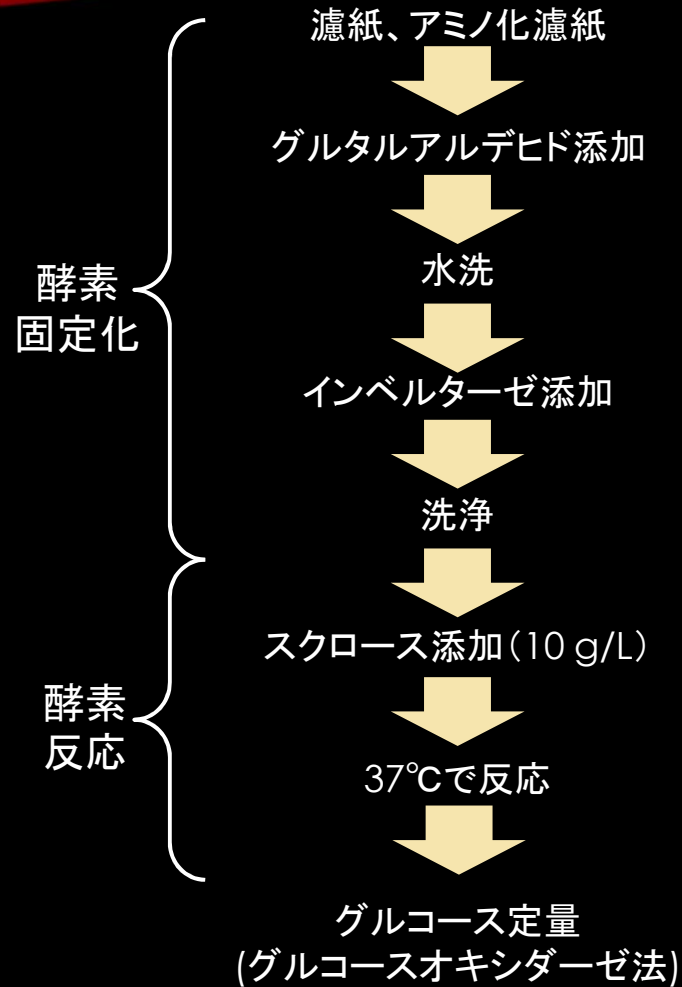 濾紙、アミノ化濾紙
グルタルアルデヒド添加
水洗
酵素
固定化
インベルターゼ添加
洗浄
スクロース添加(10 g/L)
酵素
反応
37℃で反応
グルコース定量
(グルコースオキシダーゼ法)